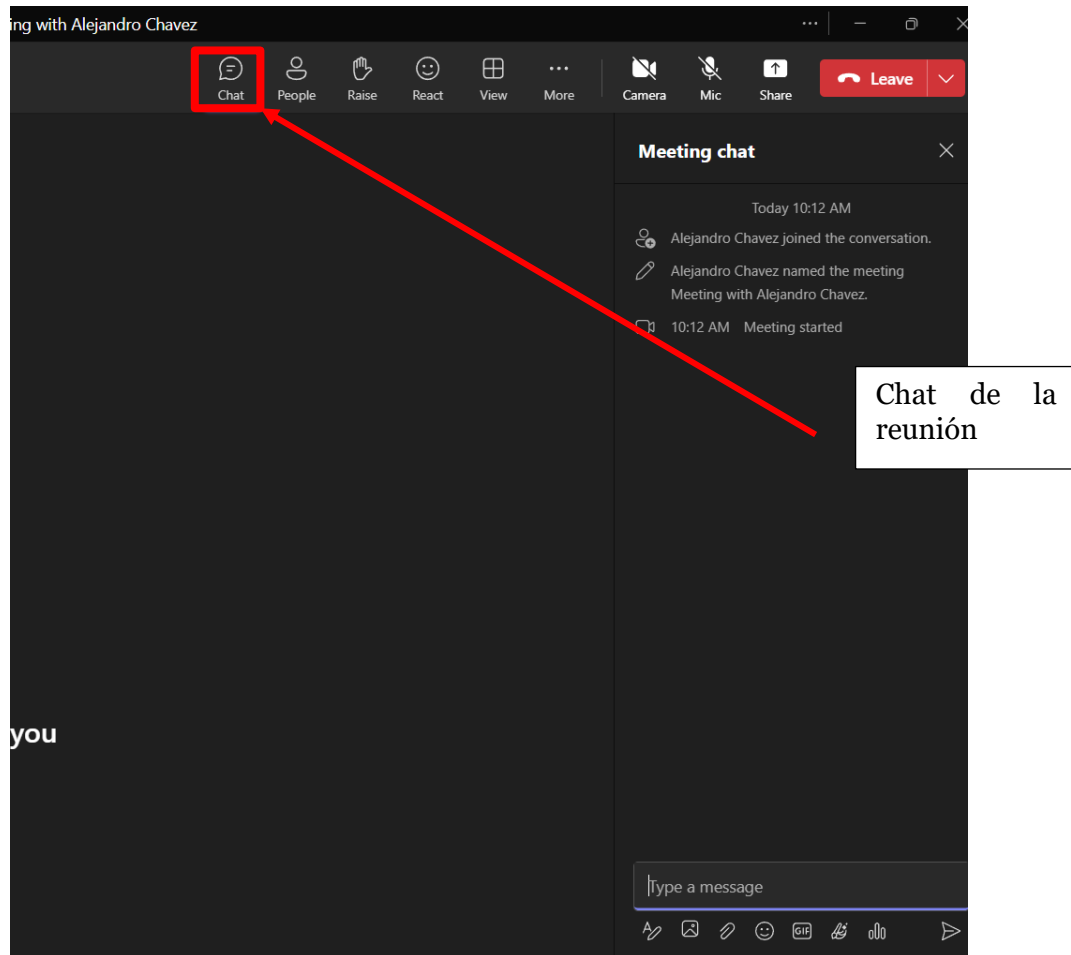 ing with Alejandro Chavez
Chat People Raise React View More Camera Mic Share Leave
Meeting chat
Today 10:12 AM
Alejandro Chavez joined the conversation.
Alejandro Chavez named the meeting
Meeting with Alejandro Chavez.
10:12 AM Meeting started
Chat de la
reunión
you
Type a message
GIF